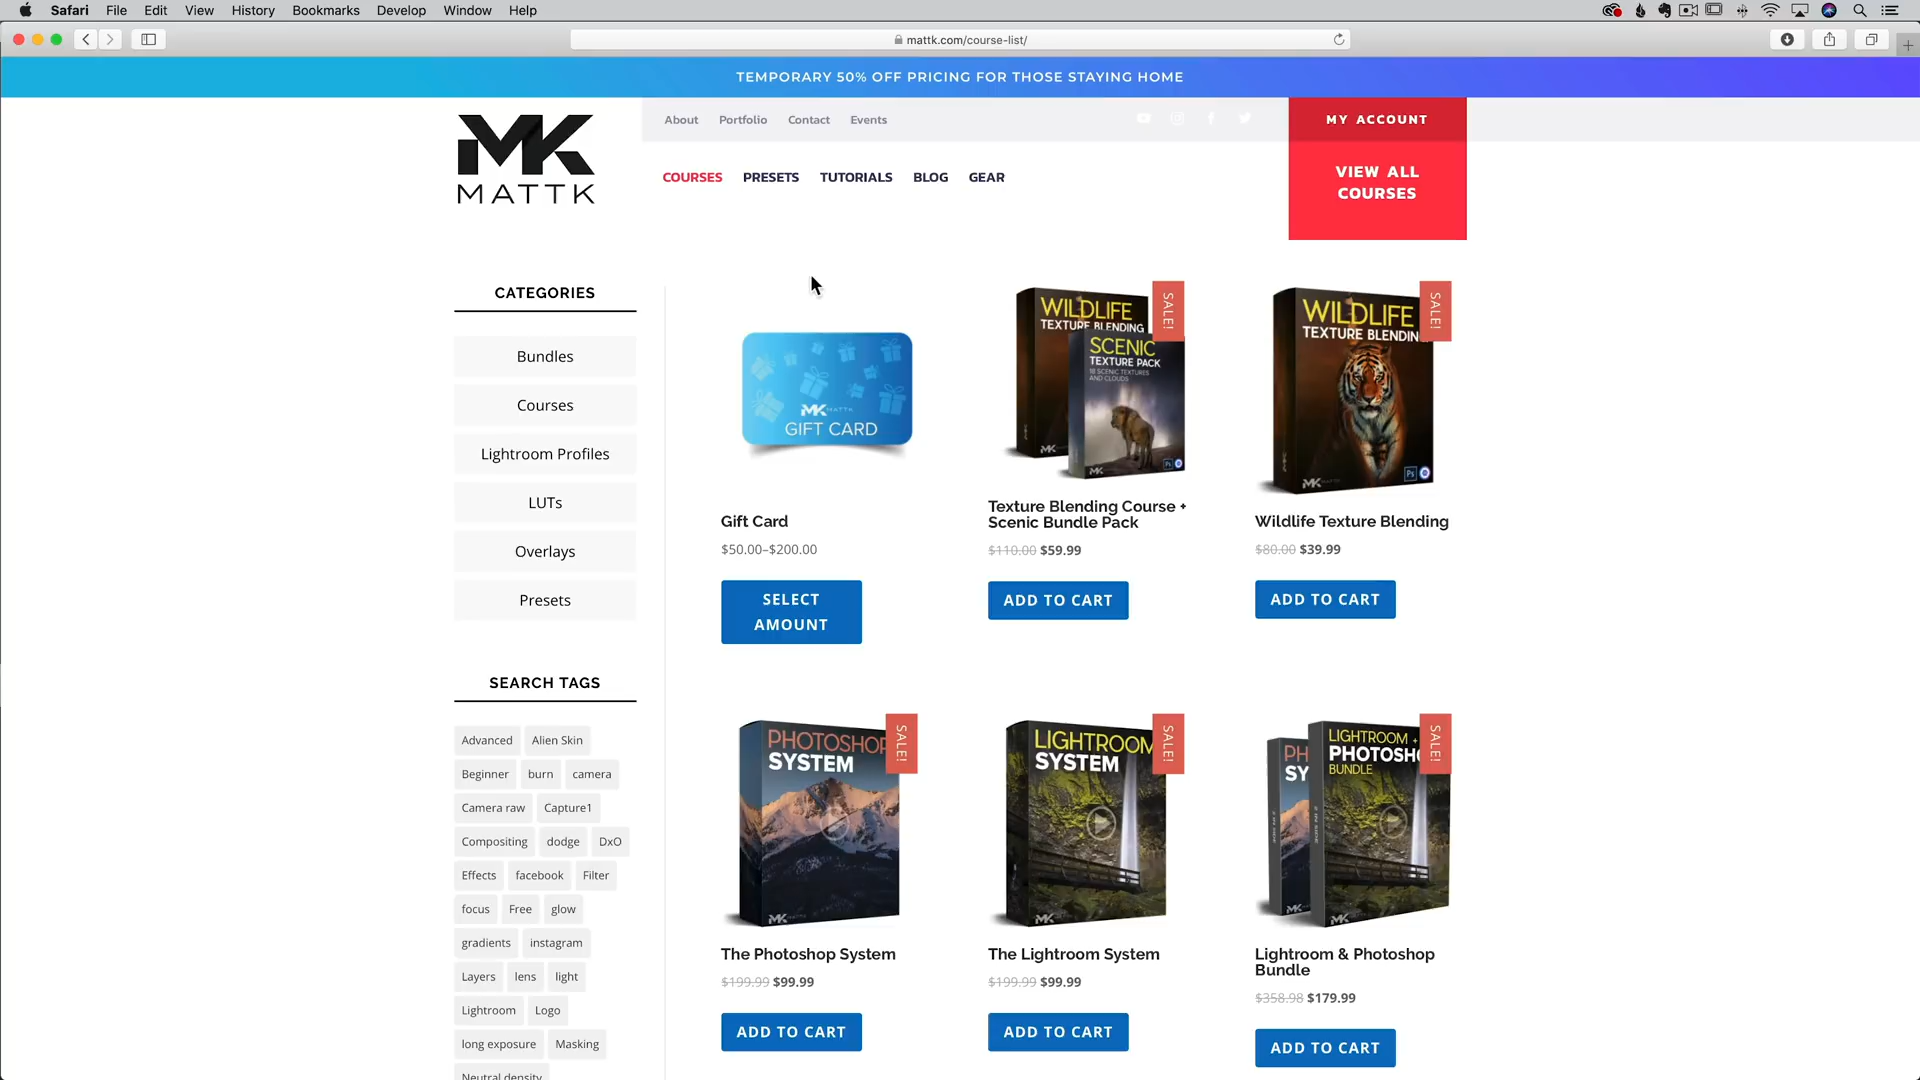 Safari File Edit View History Bookmarks Develop Window Help
mattk.com/course-list/
TEMPORARY 50% OFF PRICING FOR THOSE STAYING HOME
MK
MATTK
About Portfolio Contact Events
MY ACCOUNT
COURSES PRESETS TUTORIALS BLOG GEAR
VIEW ALL
COURSES
CATEGORIES
Bundles
Courses
Lightroom Profiles
LUTs
Overlays
Presets
SEARCH TAGS
Advanced Alien Skin
Beginner burn camera
Camera raw Capture1
Compositing dodge DxO
Effects facebook Filter
focus Free glow
gradients instagram
Layers lens light
Lightroom Logo
long exposure Masking
Neutral density
MK MATTK
GIFT CARD
Gift Card
$50.00–$200.00
SELECT
AMOUNT
SALE!
WILDLIFE
TEXTURE BLENDING
SCENIC
TEXTURE PACK
18 SCENIC TEXTURES
AND CLOUDS
MK
MK
Ps
Texture Blending Course +
Scenic Bundle Pack
$110.00 $59.99
ADD TO CART
SALE!
WILDLIFE
TEXTURE BLENDIN
MK
Ps
Wildlife Texture Blending
$80.00 $39.99
ADD TO CART
SALE!
PHOTOSHOP
SYSTEM
MK
The Photoshop System
$199.99 $99.99
ADD TO CART
SALE!
LIGHTROOM
SYSTEM
MK
The Lightroom System
$199.99 $99.99
ADD TO CART
SALE!
PH
SY
LIGHTROOM +
PHOTOSH
BUNDLE
MK
MK
Lightroom & Photoshop
Bundle
$358.98 $179.99
ADD TO CART